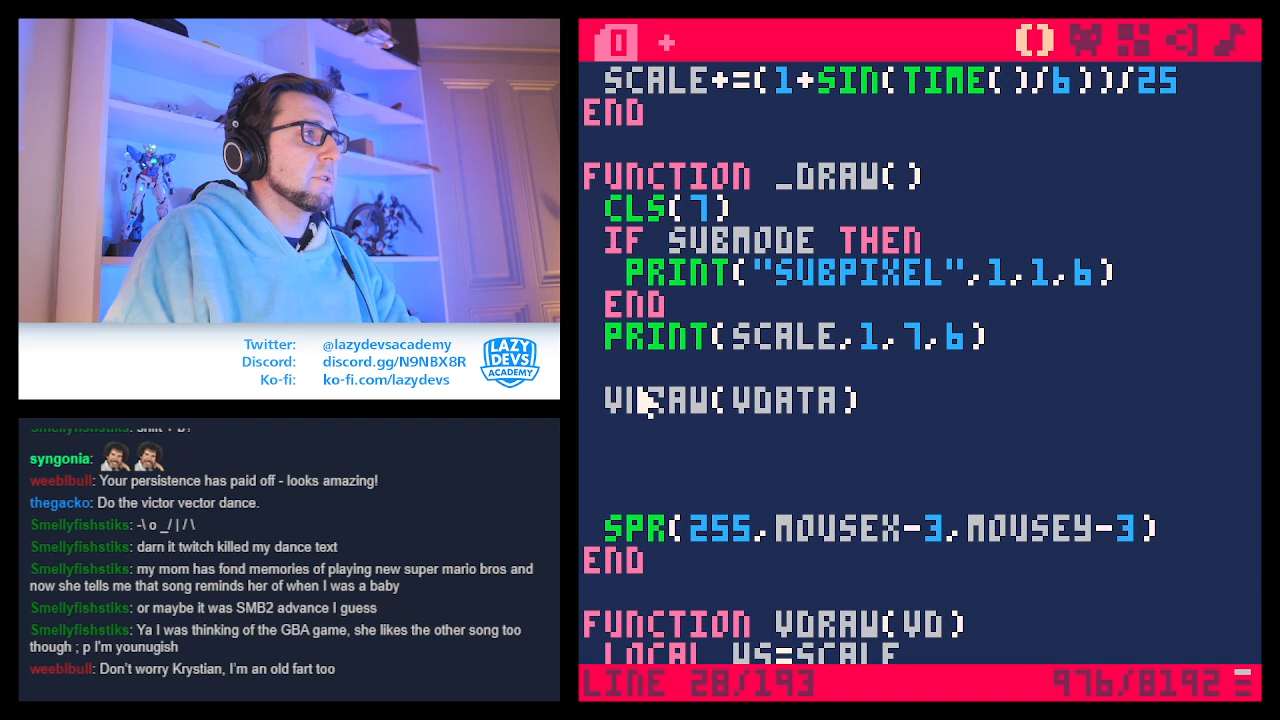 Twitter: @lazydevsacademy
Discord: discord.gg/N9NBX8R
Ko-fi: ko-fi.com/lazydevs
LAZY
DEVS
ACADEMY
Smellyfishstiks: shift + b?
syngonia:
weeblbull: Your persistence has paid off - looks amazing!
thegacko: Do the victor vector dance.
Smellyfishstiks: -\ o _/ | / \
Smellyfishstiks: darn it twitch killed my dance text
Smellyfishstiks: my mom has fond memories of playing new super mario bros and
now she tells me that song reminds her of when I was a baby
Smellyfishstiks: or maybe it was SMB2 advance I guess
Smellyfishstiks: Ya I was thinking of the GBA game, she likes the other song too
though ; p I'm younugish
weeblbull: Don't worry Krystian, I'm an old fart too
0 +
SCALE+=(1+SIN(TIME()/6))/25
END
FUNCTION _DRAW()
CLS(7)
IF SUBMODE THEN
PRINT("SUBPIXEL",1,1,6)
END
PRINT(SCALE,1,7,6)
VDRAW(VDATA)
SPR(255,MOUSEX-3,MOUSEY-3)
END
FUNCTION VDRAW(VD)
LOCAL VS=SCALE
LINE 28/193
976/8192